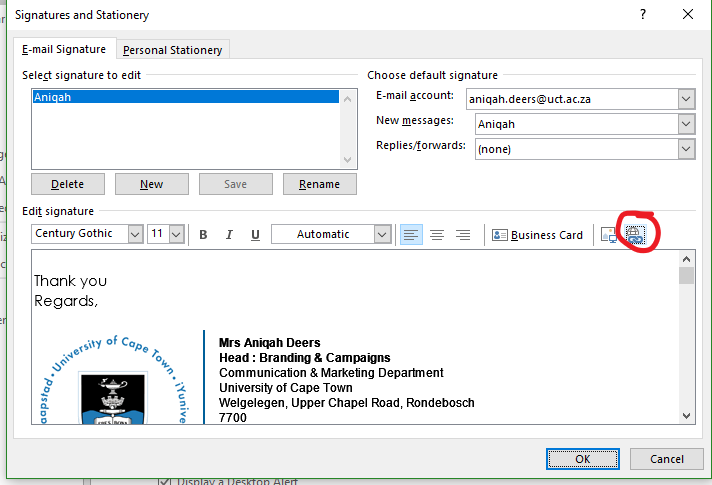 Signatures and Stationery
E-mail Signature
Personal Stationery
Select signature to edit
Aniqah
Delete
New
Save
Rename
Choose default signature
E-mail account:
aniqah.deers@uct.ac.za
New messages:
Aniqah
Replies/forwards:
(none)
Edit signature
Century Gothic
11
B
I
U
Automatic
Business Card
Thank you
Regards,
aapstad · University of Cape Town · iYunive
Mrs Aniqah Deers
Head : Branding & Campaigns
Communication & Marketing Department
University of Cape Town
Welgelegen, Upper Chapel Road, Rondebosch
7700
OK
Cancel
Display a Desktop Alert